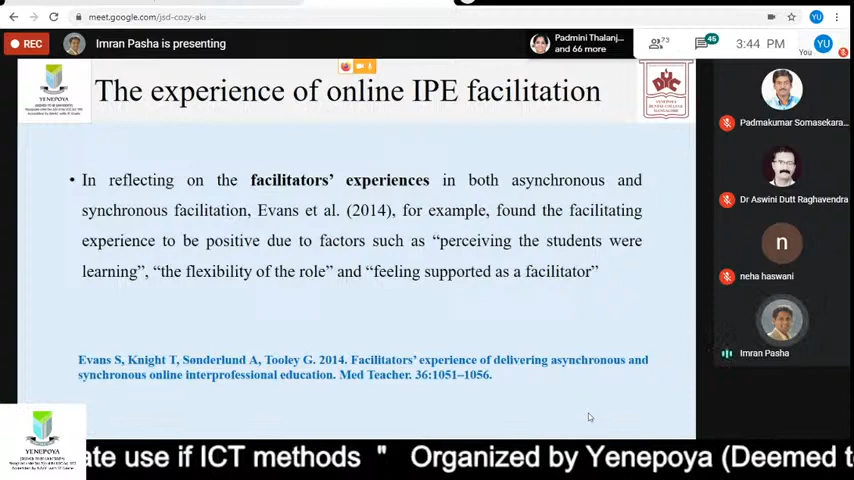 meet.google.com/jsd-cozy-akr
YU
REC
Imran Pasha is presenting
Padmini Thalanj...
and 66 more
73
45
3:44 PM
You
YU
YENEPOYA
The experience of online IPE facilitation
YENEPOYA
DENTAL COLLEGE
• In reflecting on the facilitators’ experiences in both asynchronous and
synchronous facilitation, Evans et al. (2014), for example, found the facilitating
experience to be positive due to factors such as “perceiving the students were
learning”, “the flexibility of the role” and “feeling supported as a facilitator”
Evans S, Knight T, Sønderlund A, Tooley G. 2014. Facilitators’ experience of delivering asynchronous and
synchronous online interprofessional education. Med Teacher. 36:1051–1056.
Padmakumar Somasekara...
Dr Aswini Dutt Raghavendra
n
neha haswani
Imran Pasha
YENEPOYA
ate use if ICT methods " Organized by Yenepoya (Deemed t